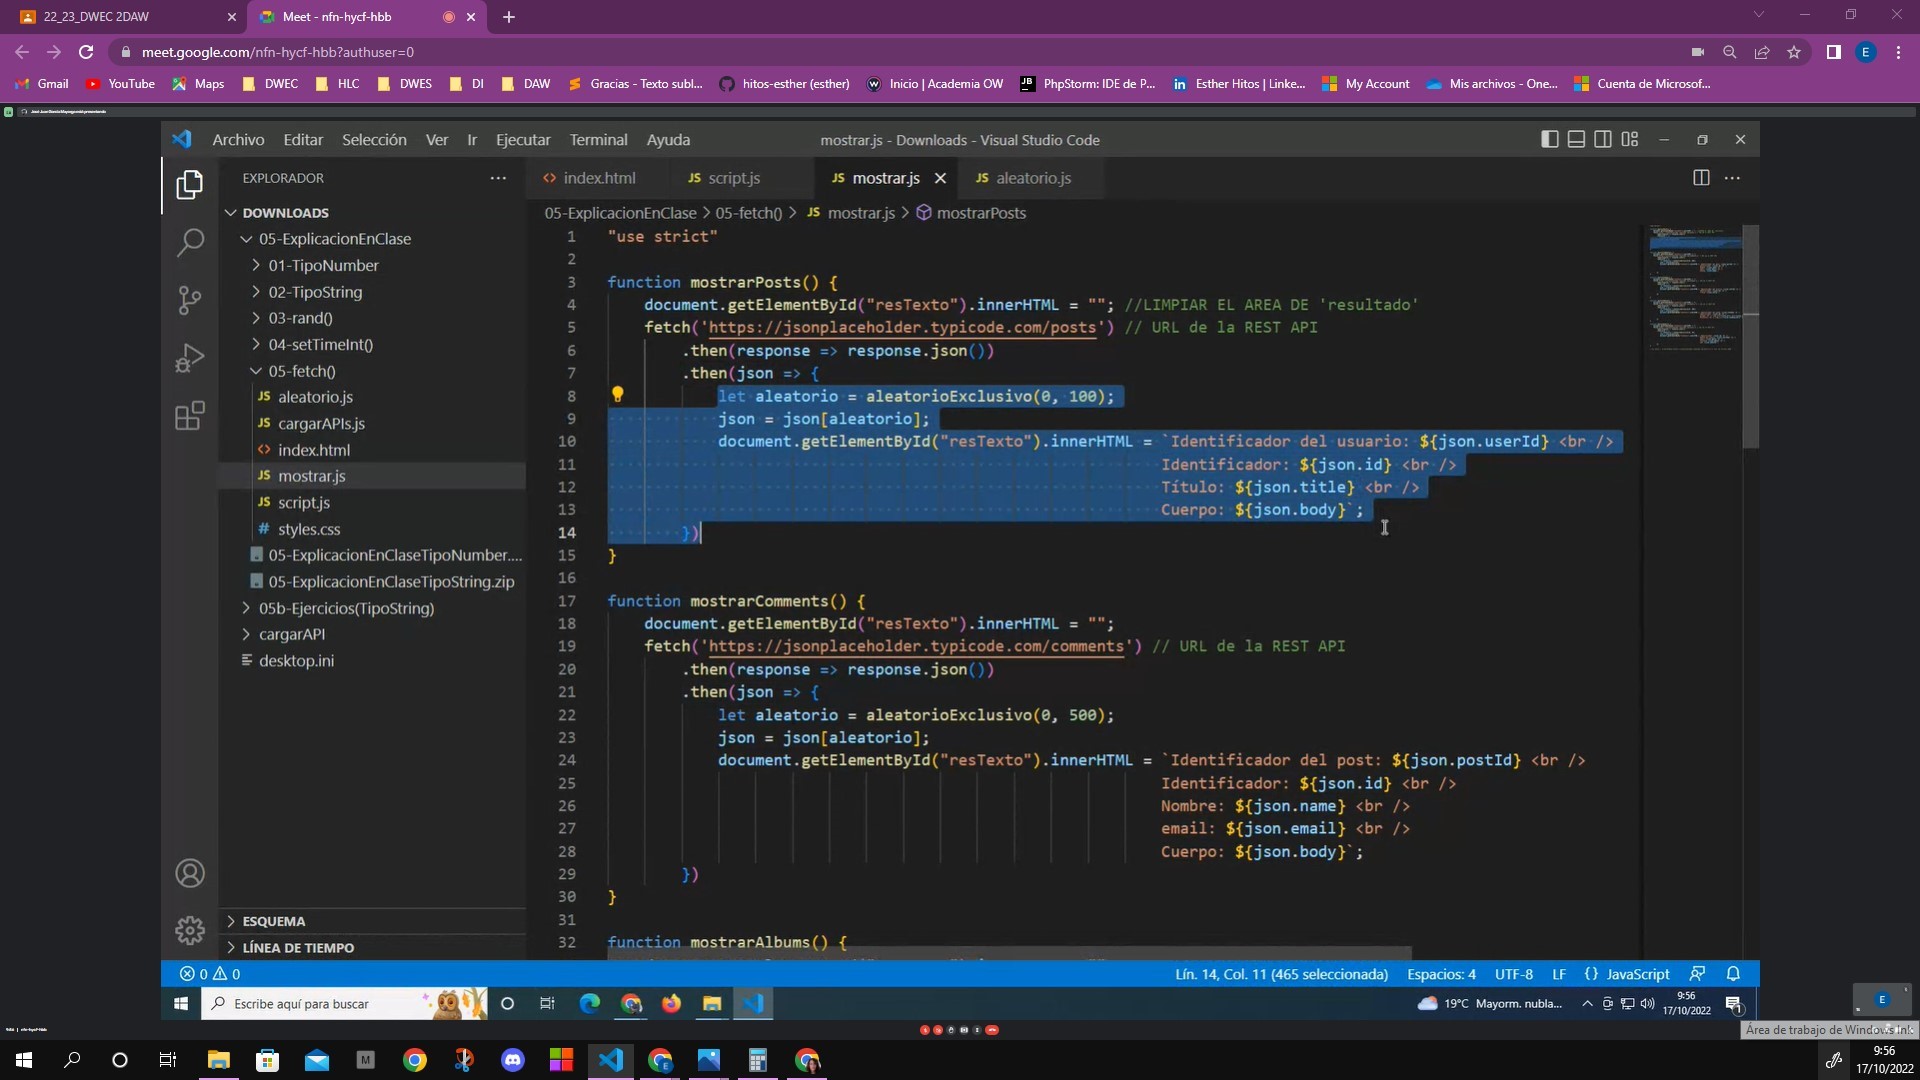 22_23_DWEC 2DAW
Meet - nfn-hycf-hbb
meet.google.com/nfn-hycf-hbb?authuser=0
E
Gmail YouTube Maps DWEC HLC DWES DI DAW Gracias - Texto subl... hitos-esther (esther) Inicio | Academia OW PhpStorm: IDE de P... Esther Hitos | Linke... My Account Mis archivos - One... Cuenta de Microsof...
Archivo Editar Selección Ver Ir Ejecutar Terminal Ayuda
mostrar.js - Downloads - Visual Studio Code
EXPLORADOR
DOWNLOADS
05-ExplicacionEnClase
01-TipoNumber
02-TipoString
03-rand()
04-setTimeInt()
05-fetch()
JS aleatorio.js
JS cargarAPIs.js
<> index.html
JS mostrar.js
JS script.js
# styles.css
05-ExplicacionEnClaseTipoNumber....
05-ExplicacionEnClaseTipoString.zip
05b-Ejercicios(TipoString)
cargarAPI
desktop.ini
ESQUEMA
LÍNEA DE TIEMPO
<> index.html JS script.js JS mostrar.js JS aleatorio.js
05-ExplicacionEnClase > 05-fetch() > JS mostrar.js > mostrarPosts
1 "use strict"
2
3 function mostrarPosts() {
4 document.getElementById("resTexto").innerHTML = ""; //LIMPIAR EL AREA DE 'resultado'
5 fetch('https://jsonplaceholder.typicode.com/posts') // URL de la REST API
6 .then(response => response.json())
7 .then(json => {
8 let aleatorio = aleatorioExclusivo(0, 100);
9 json = json[aleatorio];
10 document.getElementById("resTexto").innerHTML = `Identificador del usuario: ${json.userId} <br />
11 Identificador: ${json.id} <br />
12 Título: ${json.title} <br />
13 Cuerpo: ${json.body}`;
14 })
15 }
16
17 function mostrarComments() {
18 document.getElementById("resTexto").innerHTML = "";
19 fetch('https://jsonplaceholder.typicode.com/comments') // URL de la REST API
20 .then(response => response.json())
21 .then(json => {
22 let aleatorio = aleatorioExclusivo(0, 500);
23 json = json[aleatorio];
24 document.getElementById("resTexto").innerHTML = `Identificador del post: ${json.postId} <br />
25 Identificador: ${json.id} <br />
26 Nombre: ${json.name} <br />
27 email: ${json.email} <br />
28 Cuerpo: ${json.body}`;
29 })
30 }
31
32 function mostrarAlbums() {
0 0
Lín. 14, Col. 11 (465 seleccionada) Espacios: 4 UTF-8 LF {} JavaScript
Escribe aquí para buscar
19°C Mayorm. nubla...
9:56
17/10/2022
1
E
Área de trabajo de Windows Ink
M
9:56
17/10/2022